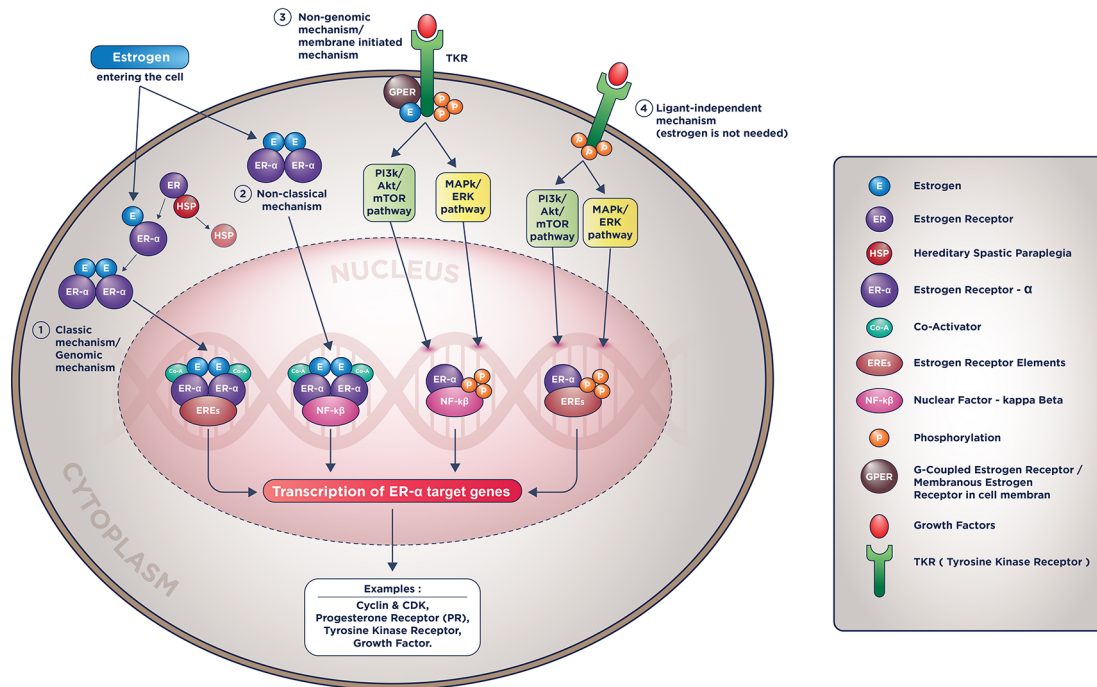 3
Non-genomic
mechanism/
membrane initiated
mechanism
TKR
Estrogen
entering the cell
GPER
E
P
P
P
4
Ligant-independent
mechanism
(estrogen is not needed)
P
P
P
E E
ER-α ER-α
2
Non-classical
mechanism
ER
HSP
HSP
E
ER-α
E E
ER-α ER-α
1
Classic
mechanism/
Genomic
mechanism
PI3k/
Akt/
mTOR
pathway
MAPk/
ERK
pathway
PI3k/
Akt/
mTOR
pathway
MAPk/
ERK
pathway
NUCLEUS
Co-A E E Co-A
ER-α ER-α
EREs
Co-A E E Co-A
ER-α ER-α
NF-kβ
ER-α P P P
NF-kβ
ER-α P P P
EREs
Transcription of ER-α target genes
CYTOPLASM
Examples :
Cyclin & CDK,
Progesterone Receptor (PR),
Tyrosine Kinase Receptor,
Growth Factor.
E Estrogen
ER Estrogen Receptor
HSP Hereditary Spastic Paraplegia
ER-α Estrogen Receptor - α
Co-A Co-Activator
EREs Estrogen Receptor Elements
NF-kβ Nuclear Factor - kappa Beta
P Phosphorylation
GPER G-Coupled Estrogen Receptor /
Membranous Estrogen
Receptor in cell membran
Growth Factors
TKR ( Tyrosine Kinase Receptor )